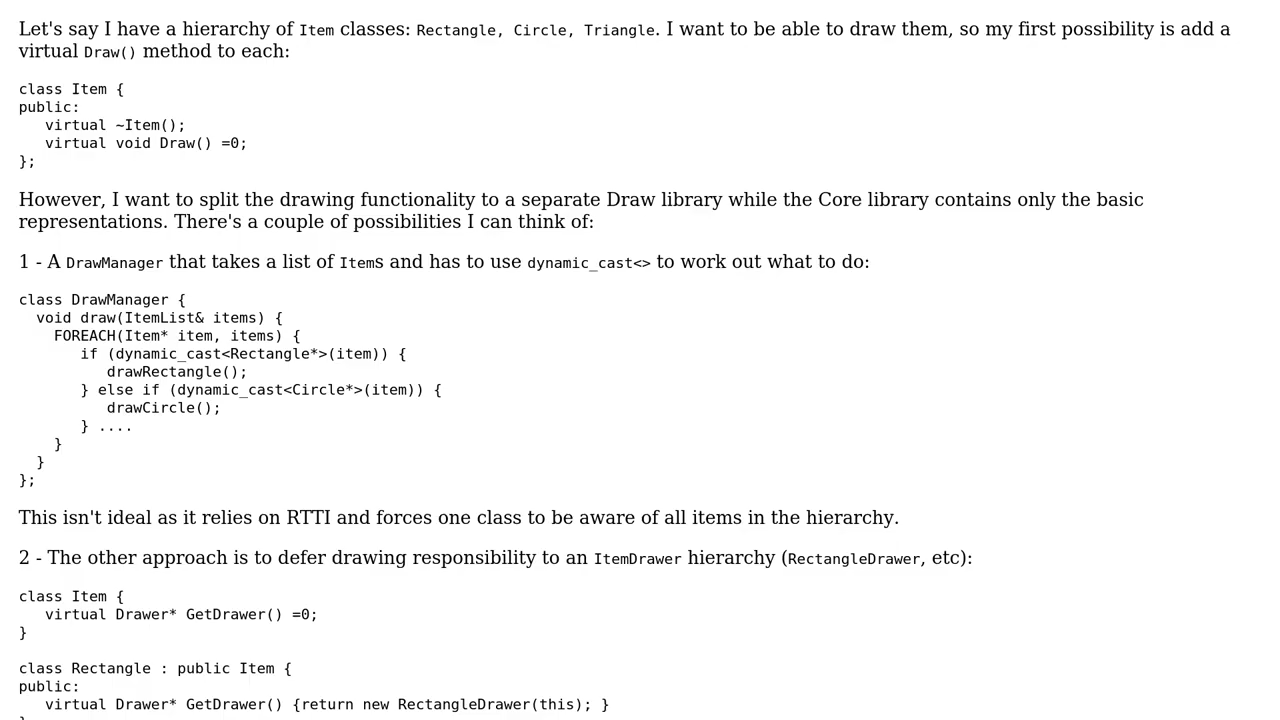 Let's say I have a hierarchy of Item classes: Rectangle, Circle, Triangle. I want to be able to draw them, so my first possibility is add a
virtual Draw() method to each:
class Item {
public:
   virtual ~Item();
   virtual void Draw() =0;
};
However, I want to split the drawing functionality to a separate Draw library while the Core library contains only the basic
representations. There's a couple of possibilities I can think of:
1 - A DrawManager that takes a list of Items and has to use dynamic_cast<> to work out what to do:
class DrawManager {
  void draw(ItemList& items) {
    FOREACH(Item* item, items) {
       if (dynamic_cast<Rectangle*>(item)) {
          drawRectangle();
       } else if (dynamic_cast<Circle*>(item)) {
          drawCircle();
       } ....
    }
  }
};
This isn't ideal as it relies on RTTI and forces one class to be aware of all items in the hierarchy.
2 - The other approach is to defer drawing responsibility to an ItemDrawer hierarchy (RectangleDrawer, etc):
class Item {
   virtual Drawer* GetDrawer() =0;
}
class Rectangle : public Item {
public:
   virtual Drawer* GetDrawer() {return new RectangleDrawer(this); }